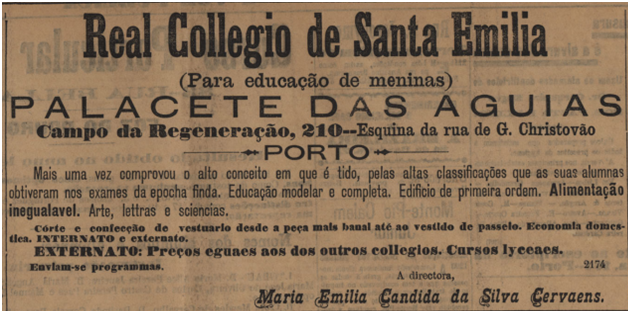 Real Collegio de Santa Emilia
(Para educação de meninas)
PALACETE DAS AGUIAS
Campo da Regeneração, 210--Esquina da rua de G. Christovão
PORTO
Mais uma vez comprovou o alto conceito em que é tido, pelas altas classificações que as suas alumnas
obtiveram nos exames da epocha finda. Educação modelar e completa. Edificio de primeira ordem. Alimentação
inegualavel. Arte, lettras e sciencias.
Córte e confecção de vestuario desde a peça mais banal até ao vestido de passeio. Economia domes-
tica. INTERNATO e externato.
EXTERNATO: Preços eguaes aos dos outros collegios. Cursos lyceaes.
Enviam-se programmas.
2174
A directora,
Maria Emilia Candida da Silva Cervaens.